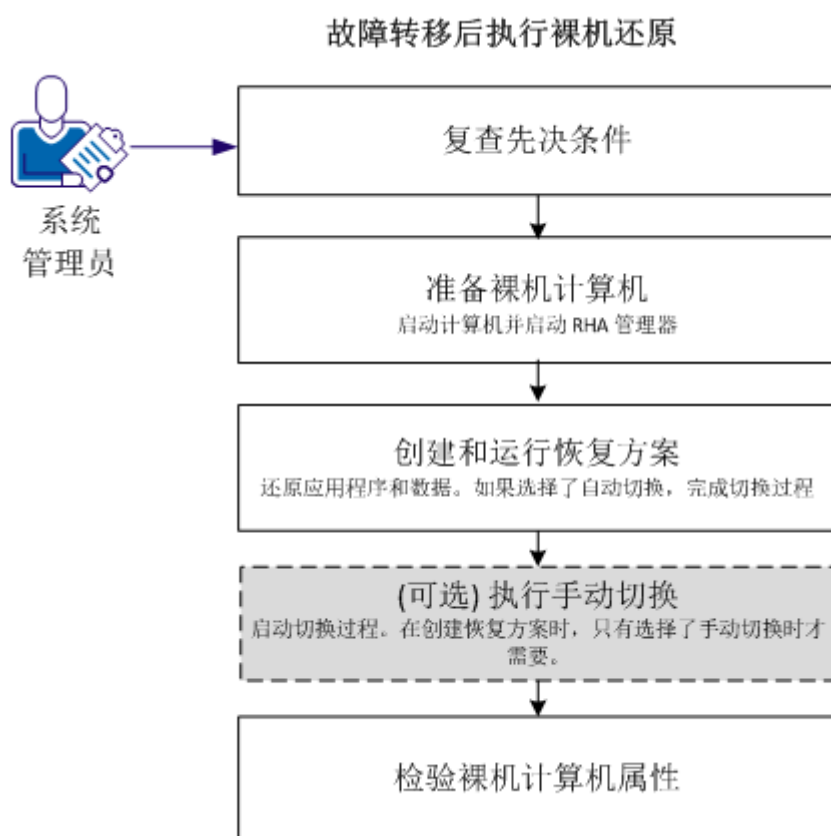 故障转移后执行裸机还原
复查先决条件
系统
管理员
准备裸机计算机
启动计算机并启动 RHA 管理器
创建和运行恢复方案
还原应用程序和数据。如果选择了自动切换，完成切换过程
(可选) 执行手动切换
启动切换过程。在创建恢复方案时，只有选择了手动切换时才
需要。
检验裸机计算机属性